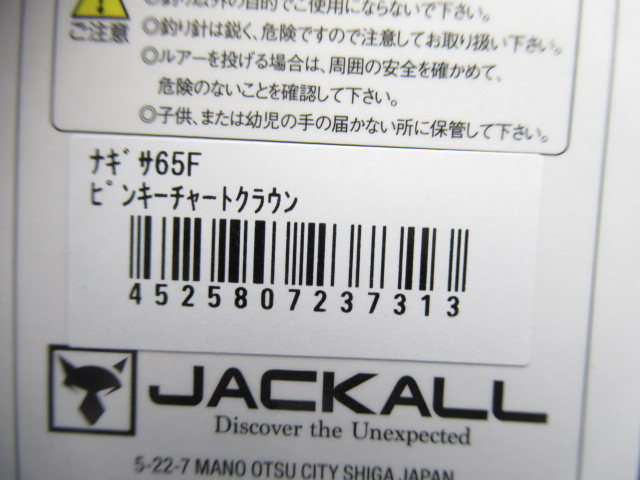 ◎釣り以外の目的でご使用にならないで下さい。
ご注意
◎釣り針は鋭く、危険ですので注意してお取り扱い下さい。
◎ルアーを投げる場合は、周囲の安全を確かめて、
危険のないことを確認して下さい。
◎子供、または幼児の手の届かない所に保管して下さい。
ﾅｷﾞｻ65F
ﾋﾟﾝｷｰﾁｬｰﾄｸﾗｳﾝ
4525807237313
JACKALL
Discover the Unexpected
5-22-7 MANO OTSU CITY SHIGA JAPAN